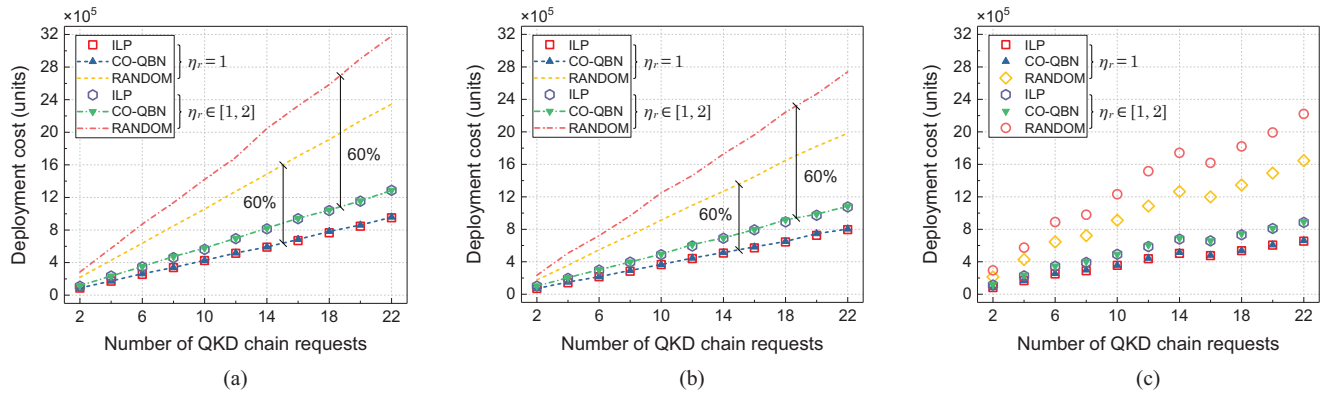 ×10⁵
32
28
24
20
16
12
8
4
0
Deployment cost (units)
ILP
CO-QBN
RANDOM
ηᵣ = 1
ILP
CO-QBN
RANDOM
ηᵣ ∈ [1, 2]
60%
60%
2 6 10 14 18 22
Number of QKD chain requests
(a)
×10⁵
32
28
24
20
16
12
8
4
0
Deployment cost (units)
ILP
CO-QBN
RANDOM
ηᵣ = 1
ILP
CO-QBN
RANDOM
ηᵣ ∈ [1, 2]
60%
60%
2 6 10 14 18 22
Number of QKD chain requests
(b)
×10⁵
32
28
24
20
16
12
8
4
0
Deployment cost (units)
ILP
CO-QBN
RANDOM
ηᵣ = 1
ILP
CO-QBN
RANDOM
ηᵣ ∈ [1, 2]
2 6 10 14 18 22
Number of QKD chain requests
(c)